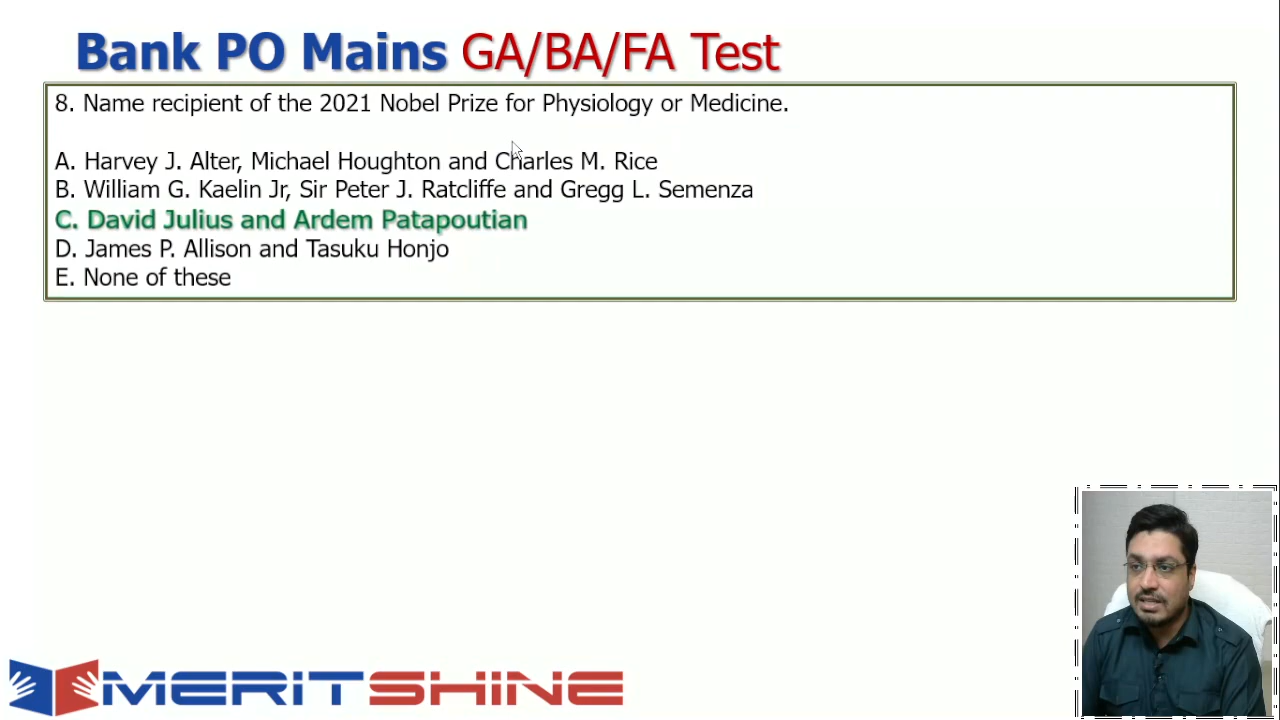 Bank PO Mains GA/BA/FA Test
8. Name recipient of the 2021 Nobel Prize for Physiology or Medicine.
A. Harvey J. Alter, Michael Houghton and Charles M. Rice
B. William G. Kaelin Jr, Sir Peter J. Ratcliffe and Gregg L. Semenza
C. David Julius and Ardem Patapoutian
D. James P. Allison and Tasuku Honjo
E. None of these
MERITSHINE